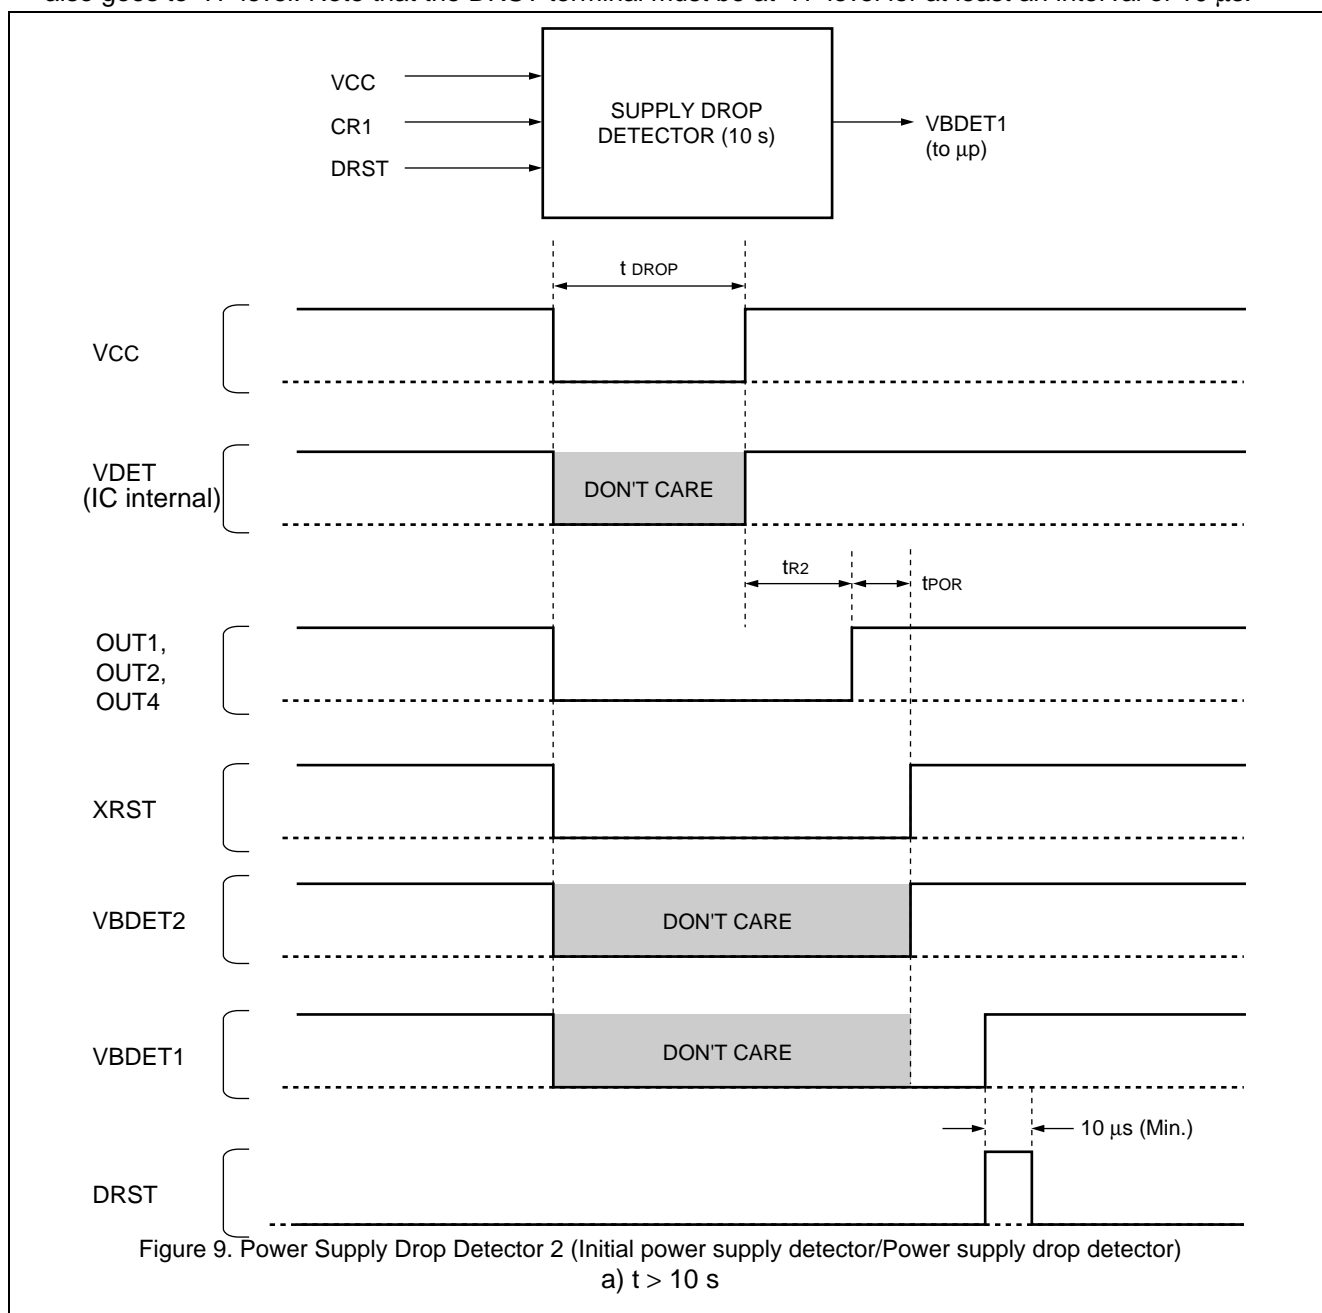 also goes to 'H' level. Note that the DRST terminal must be at 'H' level for at least an interval of 10 μs.
VCC
CR1
DRST
SUPPLY DROP
DETECTOR (10 s)
VBDET1
(to μp)
t DROP
VCC
VDET
(IC internal)
DON'T CARE
tR2
tPOR
OUT1,
OUT2,
OUT4
XRST
VBDET2
DON'T CARE
VBDET1
DON'T CARE
10 μs (Min.)
DRST
Figure 9. Power Supply Drop Detector 2 (Initial power supply detector/Power supply drop detector)
a) t > 10 s